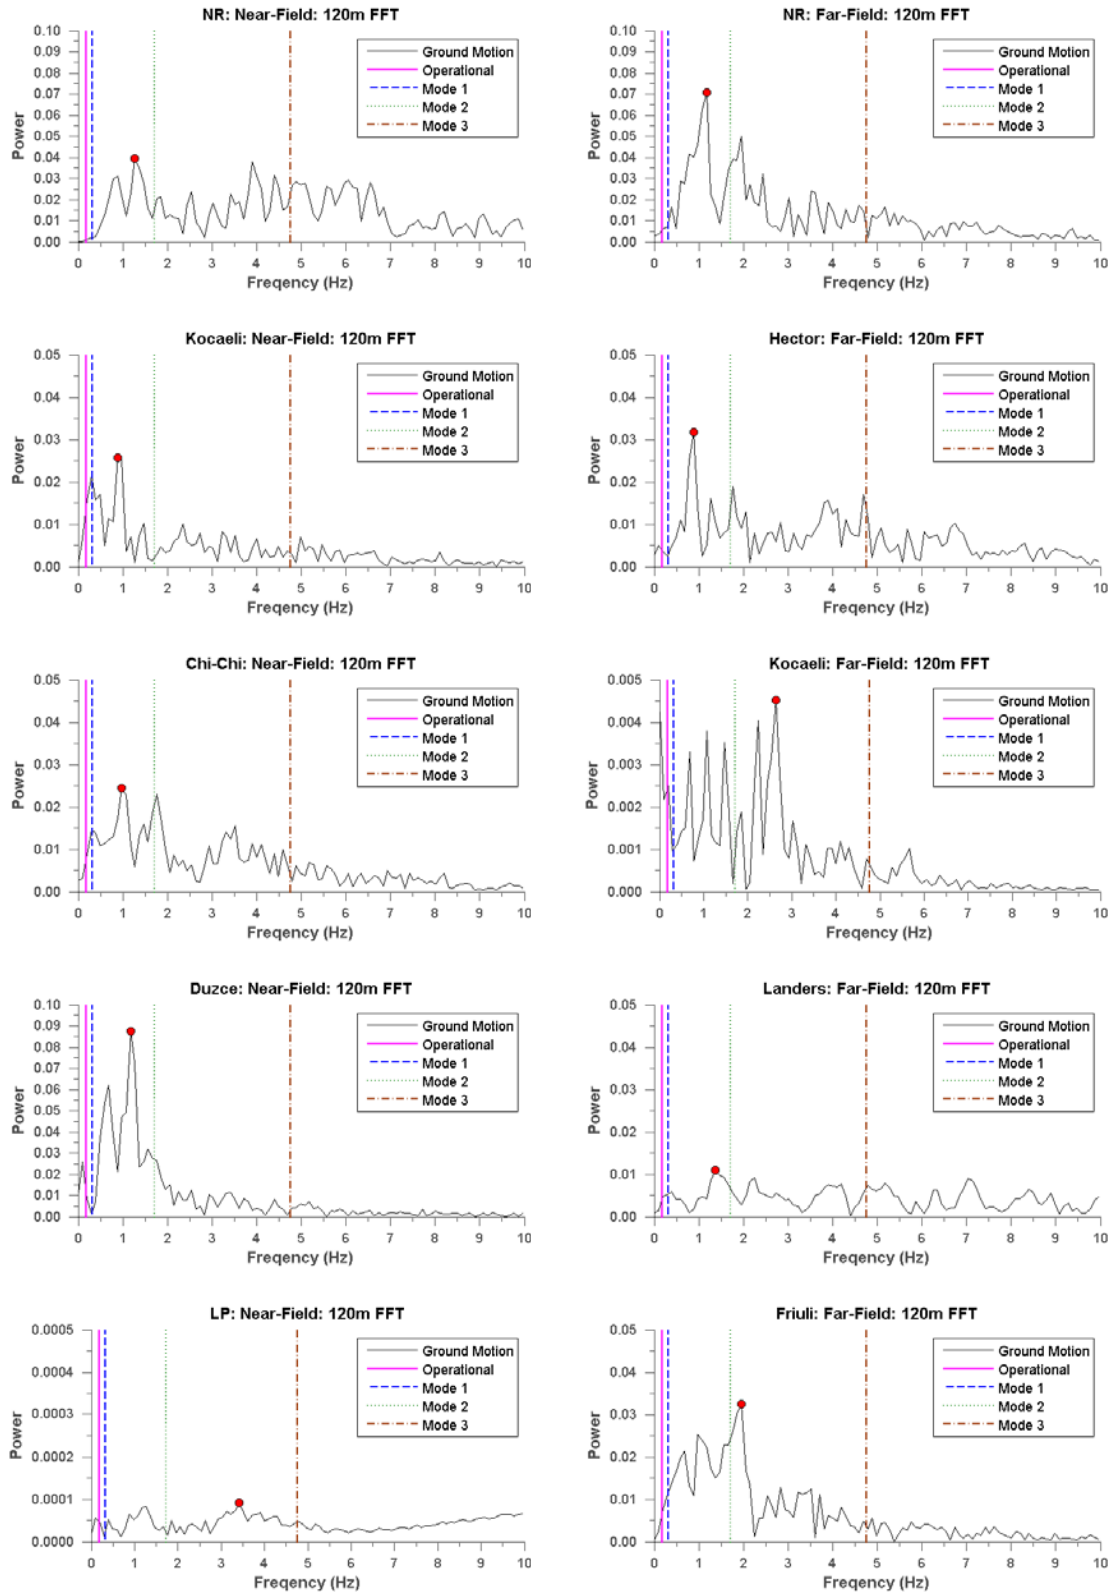 NR: Near-Field: 120m FFT
0.10
0.09
0.08
0.07
0.06
0.05
0.04
0.03
0.02
0.01
0.00
Power
Ground Motion
Operational
Mode 1
Mode 2
Mode 3
0 1 2 3 4 5 6 7 8 9 10
Freqency (Hz)
NR: Far-Field: 120m FFT
0.10
0.09
0.08
0.07
0.06
0.05
0.04
0.03
0.02
0.01
0.00
Power
Ground Motion
Operational
Mode 1
Mode 2
Mode 3
0 1 2 3 4 5 6 7 8 9 10
Freqency (Hz)
Kocaeli: Near-Field: 120m FFT
0.05
0.04
0.03
0.02
0.01
0.00
Power
Ground Motion
Operational
Mode 1
Mode 2
Mode 3
0 1 2 3 4 5 6 7 8 9 10
Freqency (Hz)
Hector: Far-Field: 120m FFT
0.05
0.04
0.03
0.02
0.01
0.00
Power
Ground Motion
Operational
Mode 1
Mode 2
Mode 3
0 1 2 3 4 5 6 7 8 9 10
Freqency (Hz)
Chi-Chi: Near-Field: 120m FFT
0.05
0.04
0.03
0.02
0.01
0.00
Power
Ground Motion
Operational
Mode 1
Mode 2
Mode 3
0 1 2 3 4 5 6 7 8 9 10
Freqency (Hz)
Kocaeli: Far-Field: 120m FFT
0.005
0.004
0.003
0.002
0.001
0.000
Power
Ground Motion
Operational
Mode 1
Mode 2
Mode 3
0 1 2 3 4 5 6 7 8 9 10
Freqency (Hz)
Duzce: Near-Field: 120m FFT
0.10
0.09
0.08
0.07
0.06
0.05
0.04
0.03
0.02
0.01
0.00
Power
Ground Motion
Operational
Mode 1
Mode 2
Mode 3
0 1 2 3 4 5 6 7 8 9 10
Freqency (Hz)
Landers: Far-Field: 120m FFT
0.05
0.04
0.03
0.02
0.01
0.00
Power
Ground Motion
Operational
Mode 1
Mode 2
Mode 3
0 1 2 3 4 5 6 7 8 9 10
Freqency (Hz)
LP: Near-Field: 120m FFT
0.0005
0.0004
0.0003
0.0002
0.0001
0.0000
Power
Ground Motion
Operational
Mode 1
Mode 2
Mode 3
0 1 2 3 4 5 6 7 8 9 10
Freqency (Hz)
Friuli: Far-Field: 120m FFT
0.05
0.04
0.03
0.02
0.01
0.00
Power
Ground Motion
Operational
Mode 1
Mode 2
Mode 3
0 1 2 3 4 5 6 7 8 9 10
Freqency (Hz)